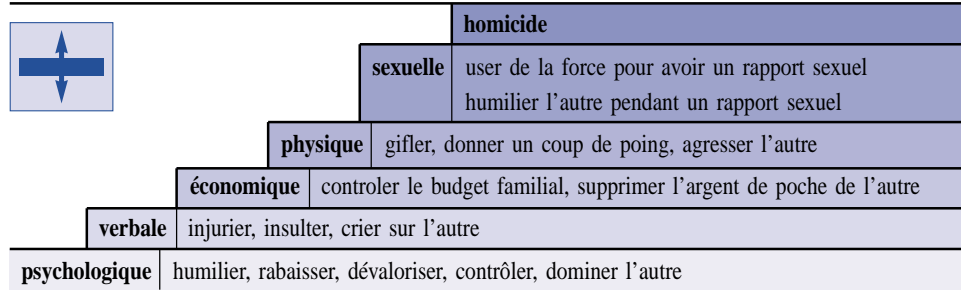 homicide
sexuelle user de la force pour avoir un rapport sexuel
humilier l’autre pendant un rapport sexuel
physique gifler, donner un coup de poing, agresser l’autre
économique controler le budget familial, supprimer l’argent de poche de l’autre
verbale injurier, insulter, crier sur l’autre
psychologique humilier, rabaisser, dévaloriser, contrôler, dominer l’autre